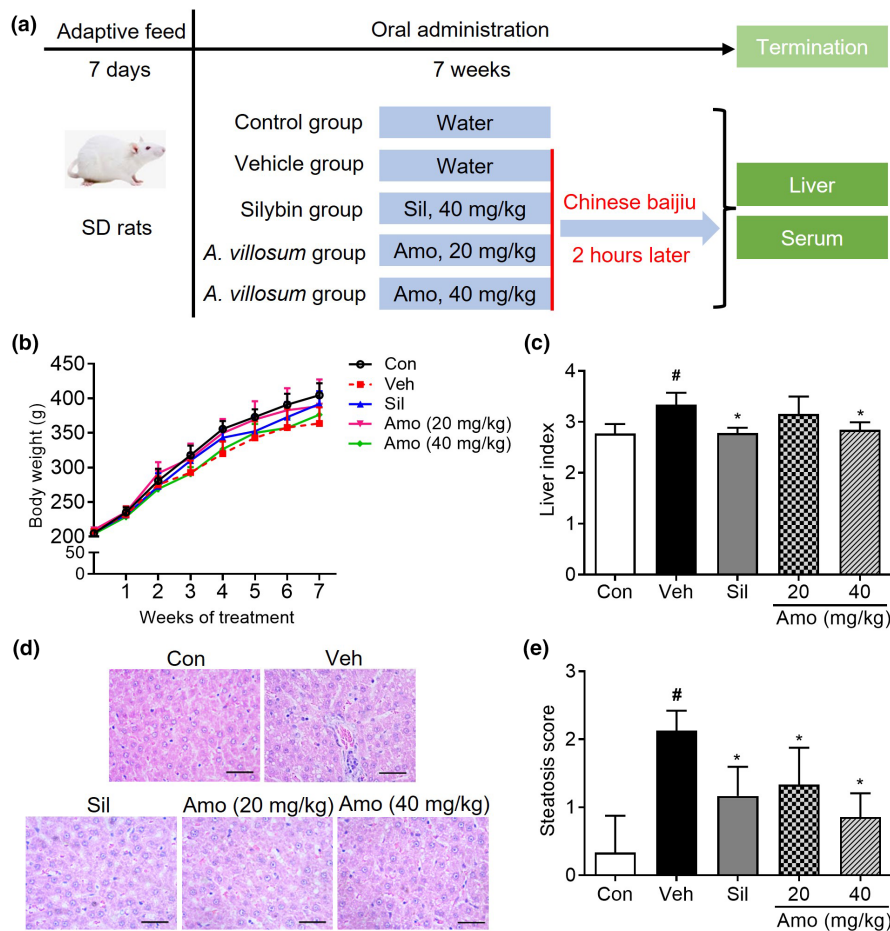 (a)
Adaptive feed
Oral administration
Termination
7 days
7 weeks
Control group
Water
Vehicle group
Water
Chinese baijiu
Liver
Silybin group
Sil, 40 mg/kg
SD rats
A. villosum group
Amo, 20 mg/kg
2 hours later
Serum
A. villosum group
Amo, 40 mg/kg
(b)
450
400
350
300
250
200
50
0
Body weight (g)
1 2 3 4 5 6 7
Weeks of treatment
Con
Veh
Sil
Amo (20 mg/kg)
Amo (40 mg/kg)
(c)
4
3
2
1
0
Liver index
#
*
*
Con Veh Sil 20 40
Amo (mg/kg)
(d)
Con Veh
Sil Amo (20 mg/kg) Amo (40 mg/kg)
(e)
3
2
1
0
Steatosis score
#
*
*
*
Con Veh Sil 20 40
Amo (mg/kg)